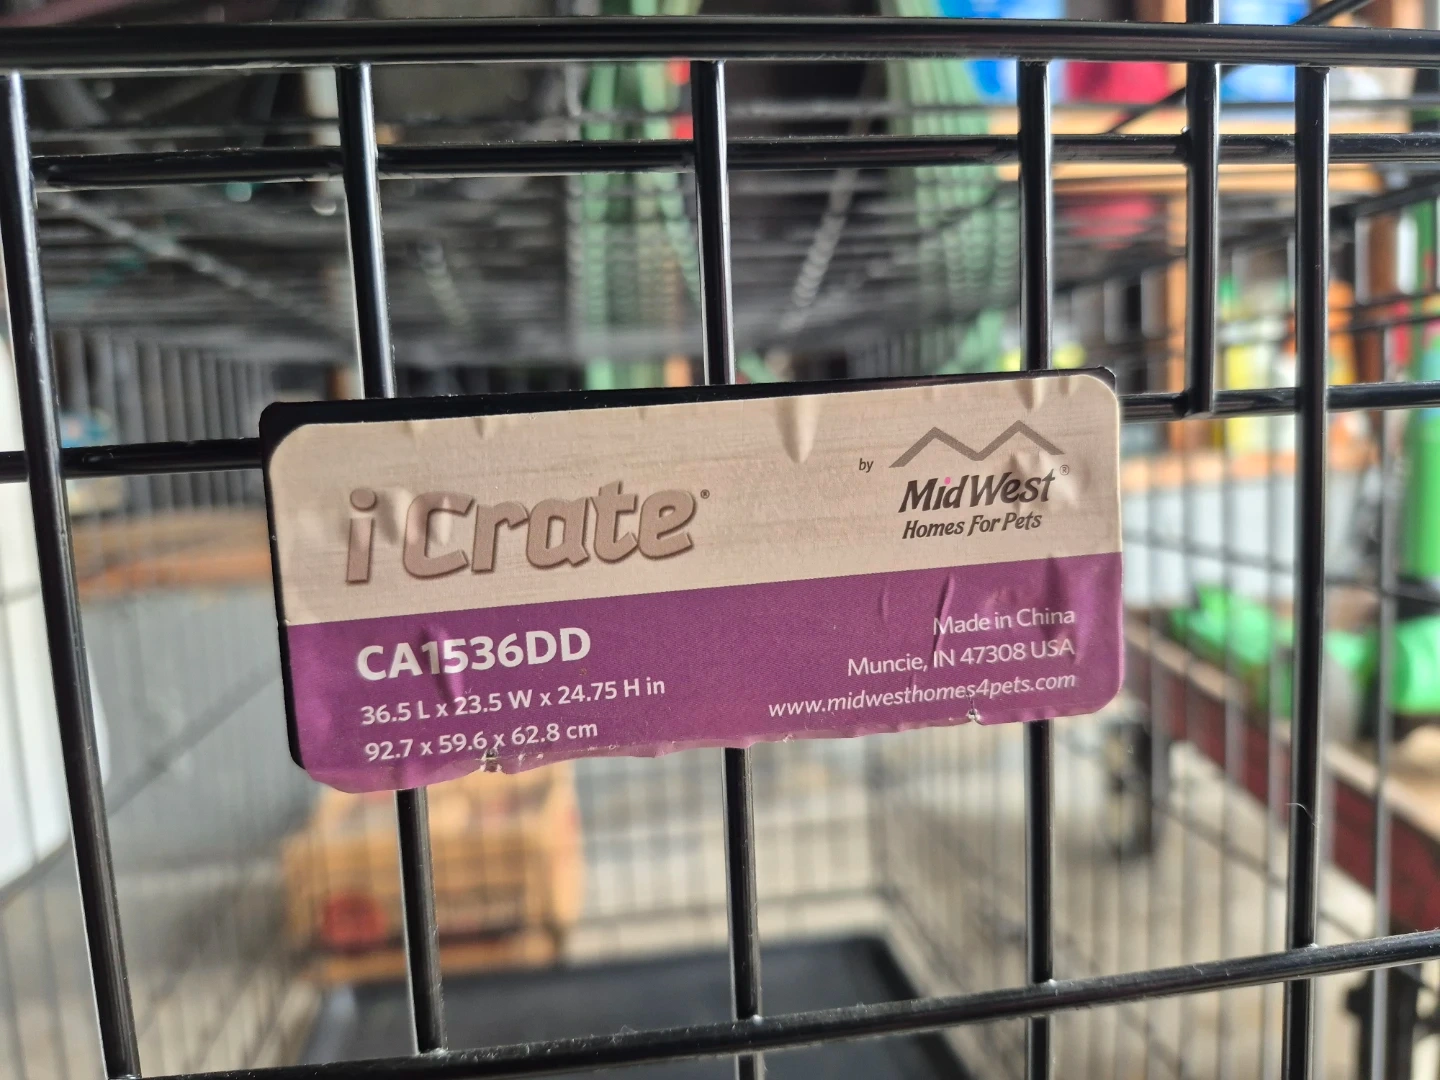 iCrate®
by
MidWest®
Homes For Pets
CA1536DD
36.5 L x 23.5 W x 24.75 H in
92.7 x 59.6 x 62.8 cm
Made in China
Muncie, IN 47308 USA
www.midwesthomes4pets.com